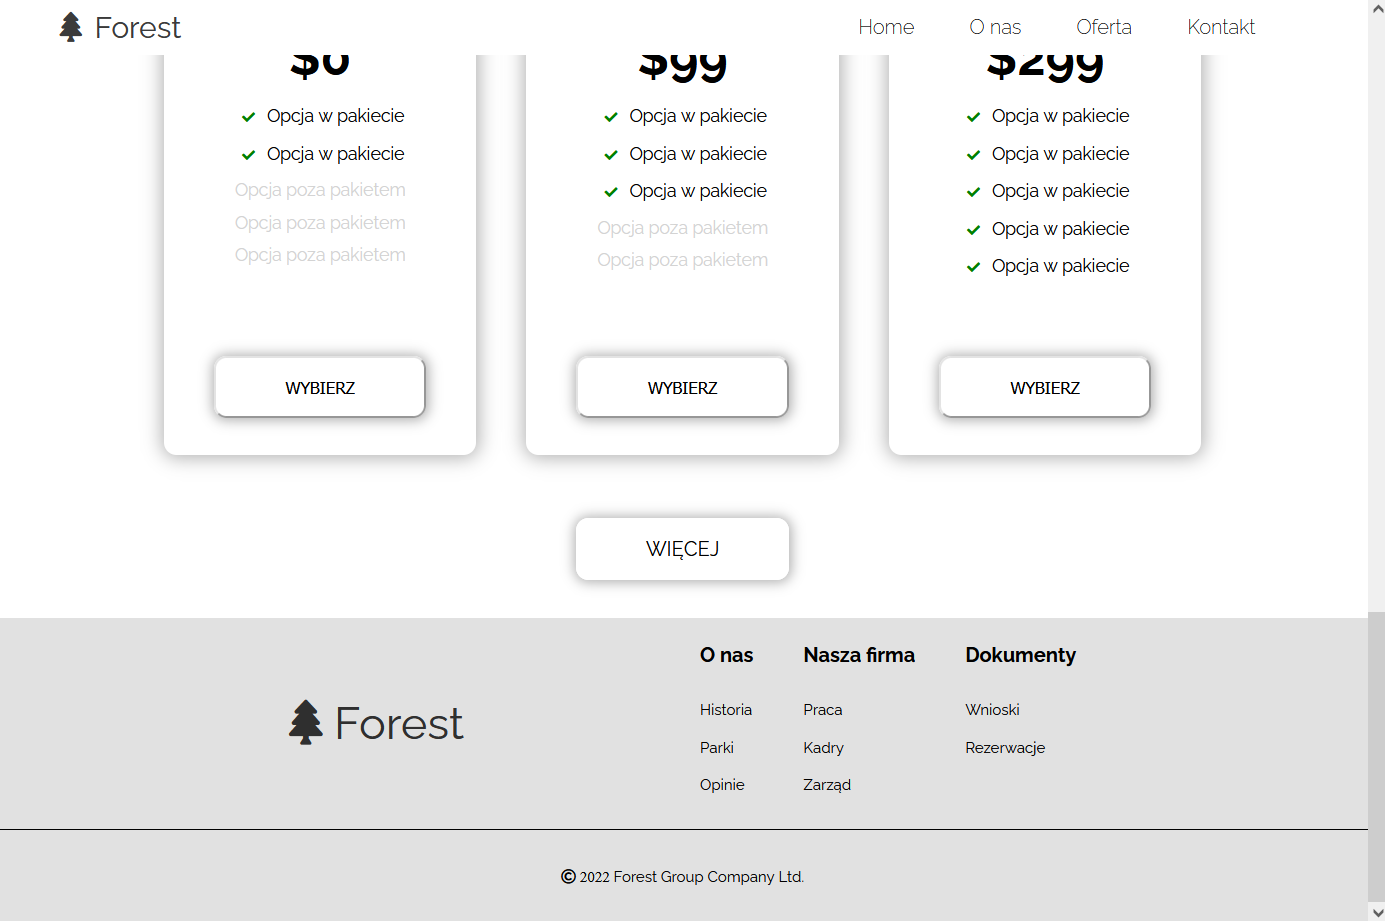 Forest
Home
O nas
Oferta
Kontakt
$0
Opcja w pakiecie
Opcja w pakiecie
Opcja poza pakietem
Opcja poza pakietem
Opcja poza pakietem
WYBIERZ
$99
Opcja w pakiecie
Opcja w pakiecie
Opcja w pakiecie
Opcja poza pakietem
Opcja poza pakietem
WYBIERZ
$299
Opcja w pakiecie
Opcja w pakiecie
Opcja w pakiecie
Opcja w pakiecie
Opcja w pakiecie
WYBIERZ
WIĘCEJ
Forest
O nas
Historia
Parki
Opinie
Nasza firma
Praca
Kadry
Zarząd
Dokumenty
Wnioski
Rezerwacje
© 2022 Forest Group Company Ltd.